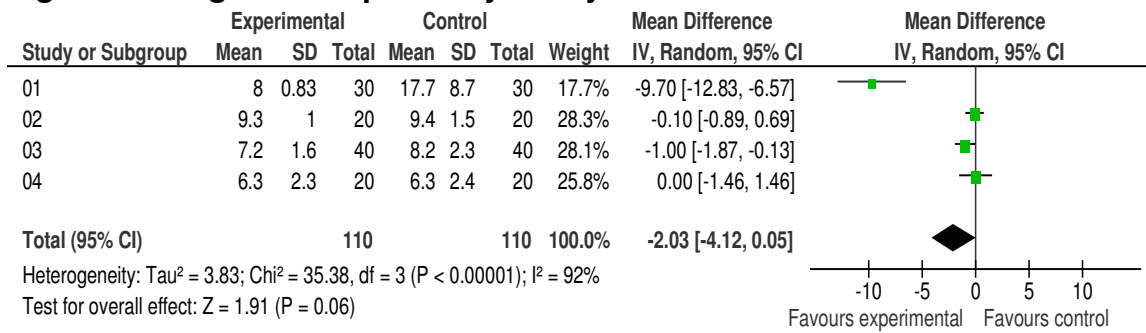 Experimental Control Mean Difference Mean Difference
Study or Subgroup Mean SD Total Mean SD Total Weight IV, Random, 95% CI IV, Random, 95% CI
01 8 0.83 30 17.7 8.7 30 17.7% -9.70 [-12.83, -6.57]
02 9.3 1 20 9.4 1.5 20 28.3% -0.10 [-0.89, 0.69]
03 7.2 1.6 40 8.2 2.3 40 28.1% -1.00 [-1.87, -0.13]
04 6.3 2.3 20 6.3 2.4 20 25.8% 0.00 [-1.46, 1.46]
Total (95% CI) 110 110 100.0% -2.03 [-4.12, 0.05]
Heterogeneity: Tau² = 3.83; Chi² = 35.38, df = 3 (P < 0.00001); I² = 92%
Test for overall effect: Z = 1.91 (P = 0.06)
-10 -5 0 5 10
Favours experimental Favours control